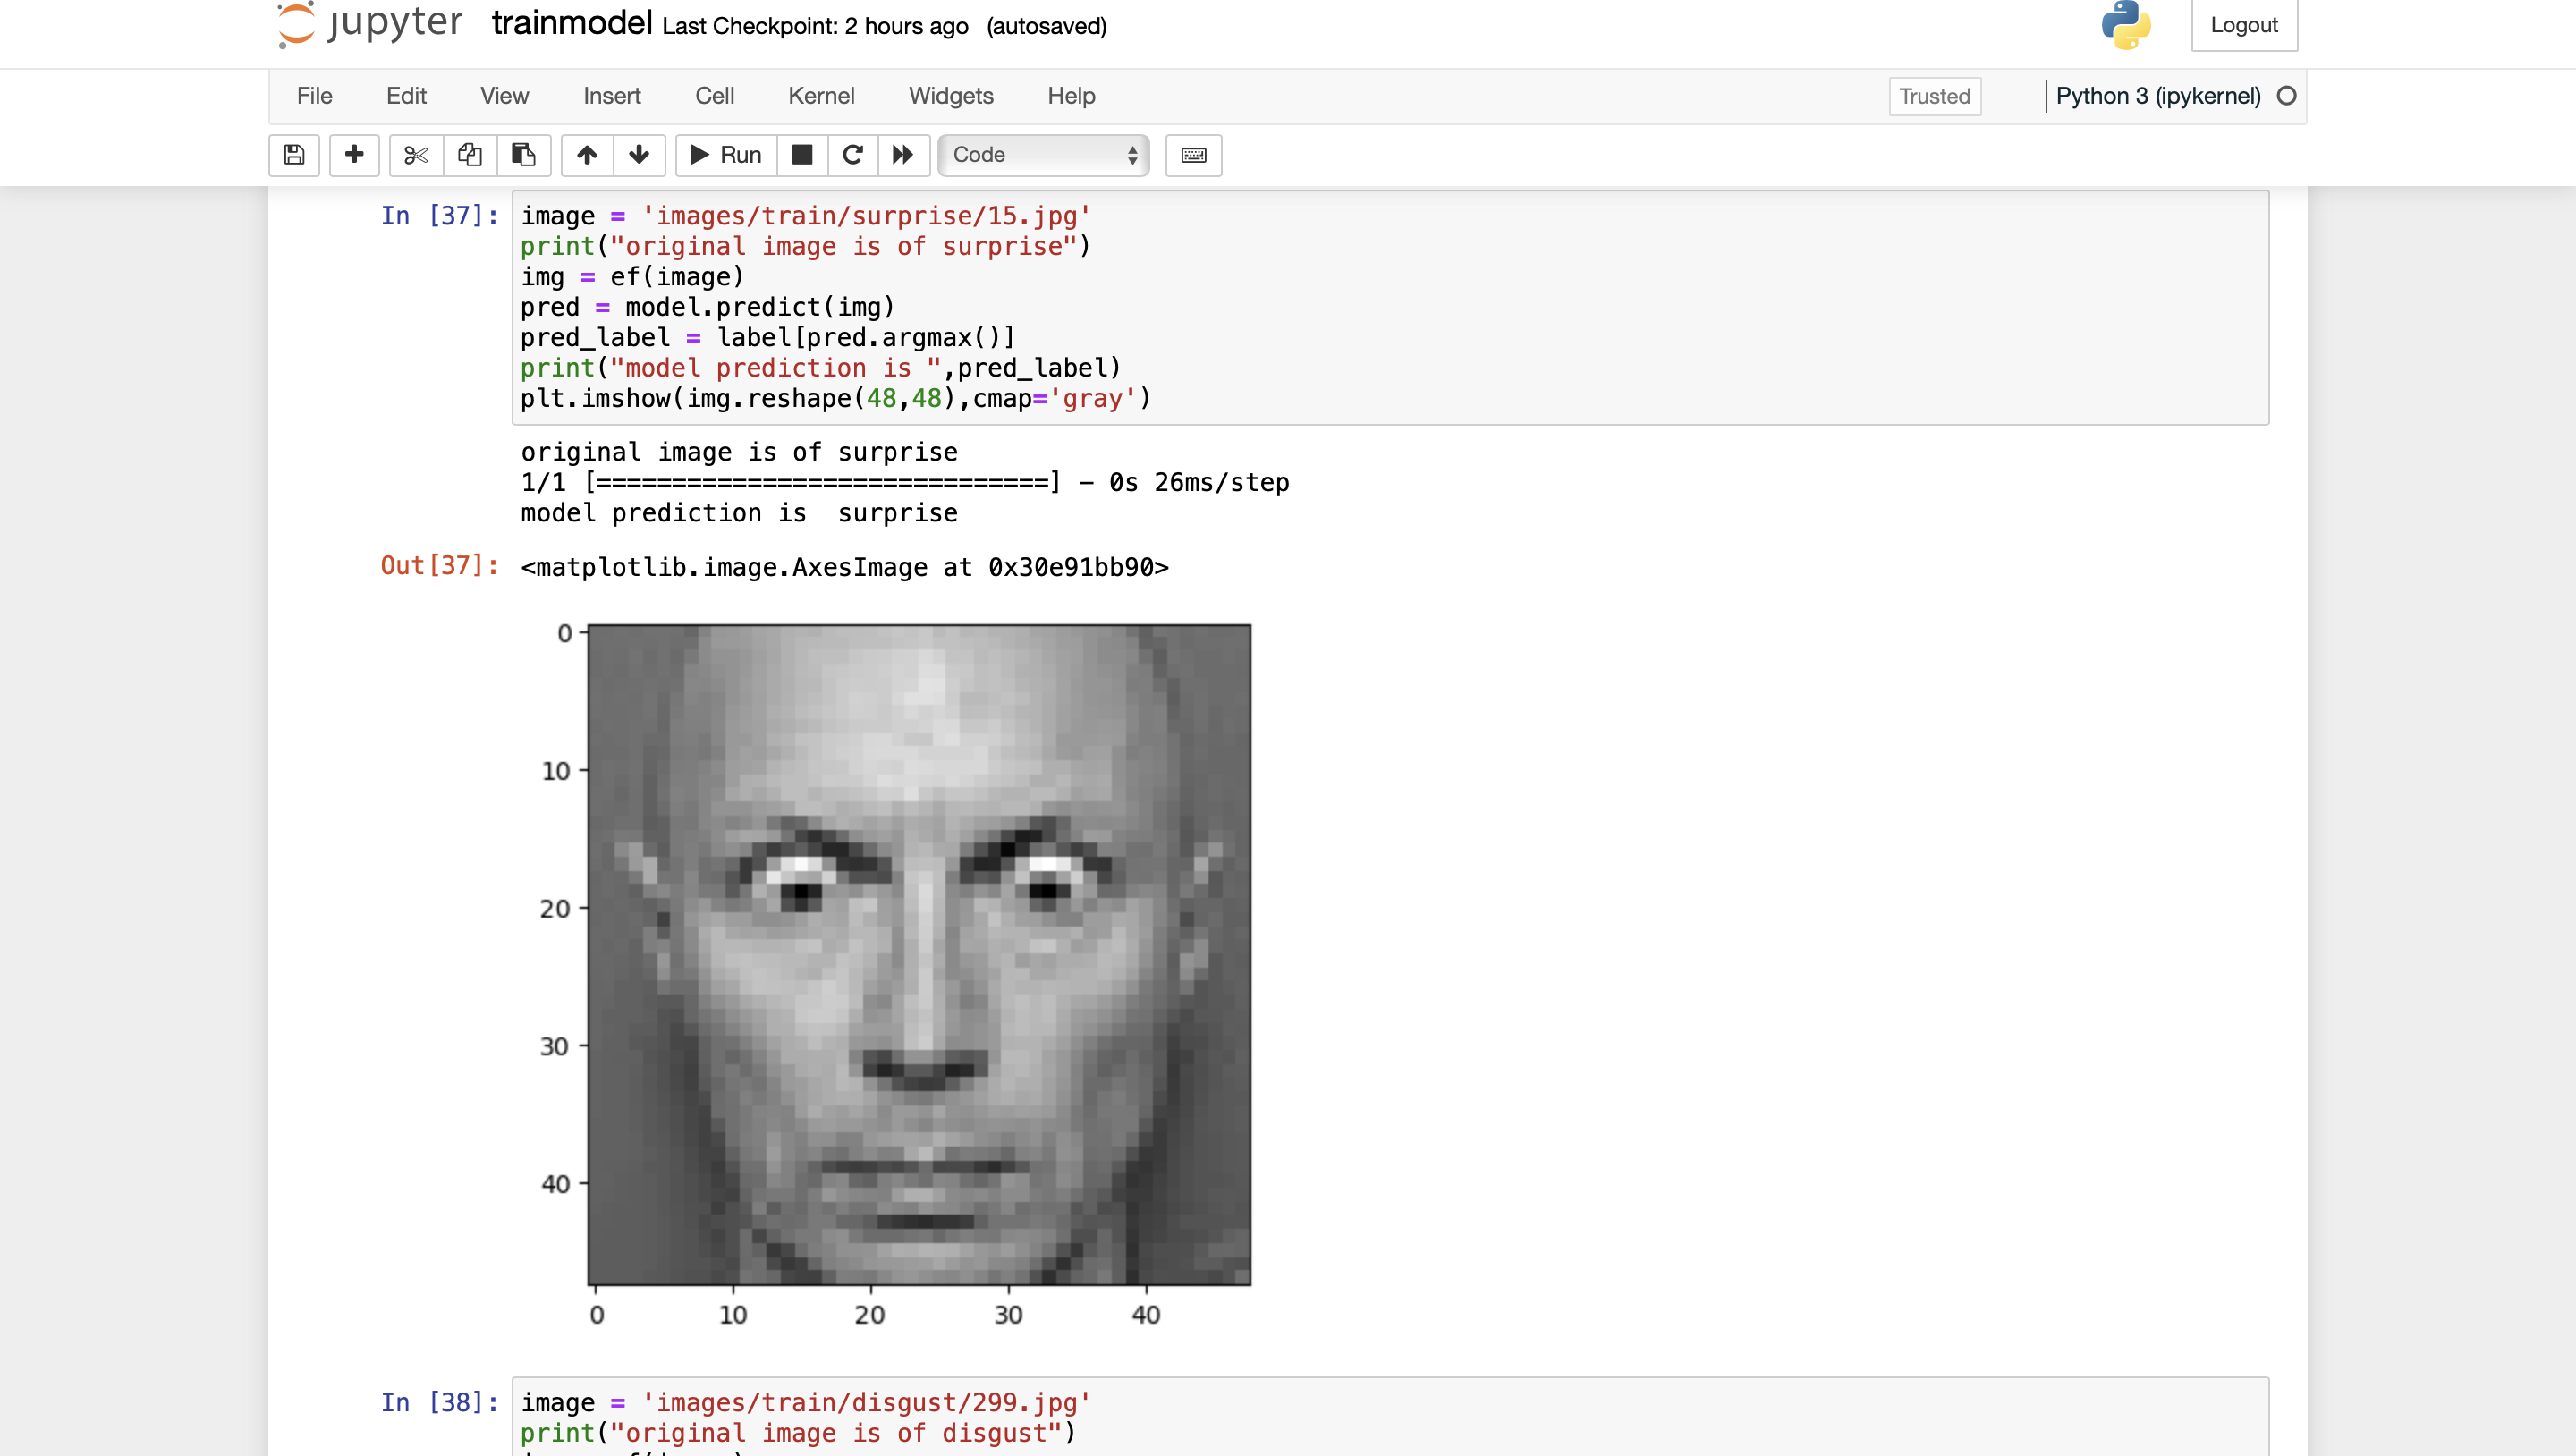 jupyter trainmodel Last Checkpoint: 2 hours ago (autosaved) Logout
File Edit View Insert Cell Kernel Widgets Help Trusted Python 3 (ipykernel)
Run Code
In [37]: image = 'images/train/surprise/15.jpg'
print("original image is of surprise")
img = ef(image)
pred = model.predict(img)
pred_label = label[pred.argmax()]
print("model prediction is ",pred_label)
plt.imshow(img.reshape(48,48),cmap='gray')
original image is of surprise
1/1 [==============================] - 0s 26ms/step
model prediction is  surprise
Out[37]: <matplotlib.image.AxesImage at 0x30e91bb90>
0
10
20
30
40
0 10 20 30 40
In [38]: image = 'images/train/disgust/299.jpg'
print("original image is of disgust")